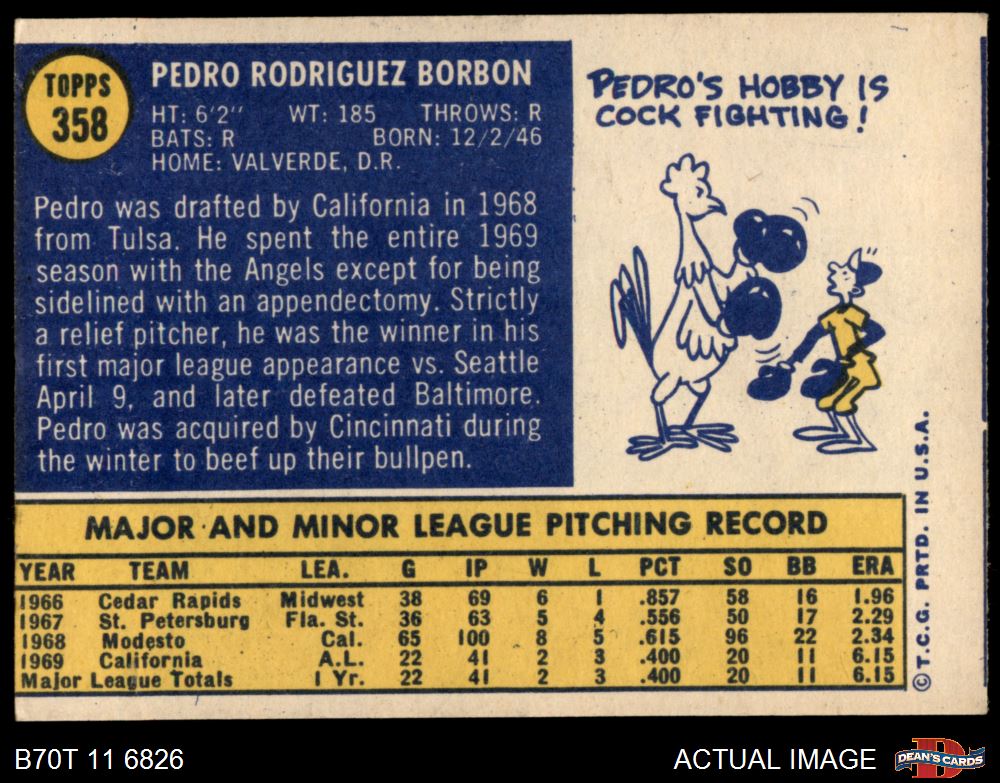 TOPPS
358
PEDRO RODRIGUEZ BORBON
HT: 6'2" WT: 185 THROWS: R
BATS: R BORN: 12/2/46
HOME: VALVERDE, D.R.
Pedro was drafted by California in 1968
from Tulsa. He spent the entire 1969
season with the Angels except for being
sidelined with an appendectomy. Strictly
a relief pitcher, he was the winner in his
first major league appearance vs. Seattle
April 9, and later defeated Baltimore.
Pedro was acquired by Cincinnati during
the winter to beef up their bullpen.
PEDRO'S HOBBY IS
COCK FIGHTING!
MAJOR AND MINOR LEAGUE PITCHING RECORD
YEAR TEAM LEA. G IP W L PCT SO BB ERA
1966 Cedar Rapids Midwest 38 69 6 1 .857 58 16 1.96
1967 St. Petersburg Fla. St. 36 63 5 4 .556 50 17 2.29
1968 Modesto Cal. 65 100 8 5 .615 96 22 2.34
1969 California A.L. 22 41 2 3 .400 20 11 6.15
Major League Totals 1 Yr. 22 41 2 3 .400 20 11 6.15
©T.C.G. PRTD. IN U.S.A.
B70T 11 6826
ACTUAL IMAGE
D
DEAN'S CARDS